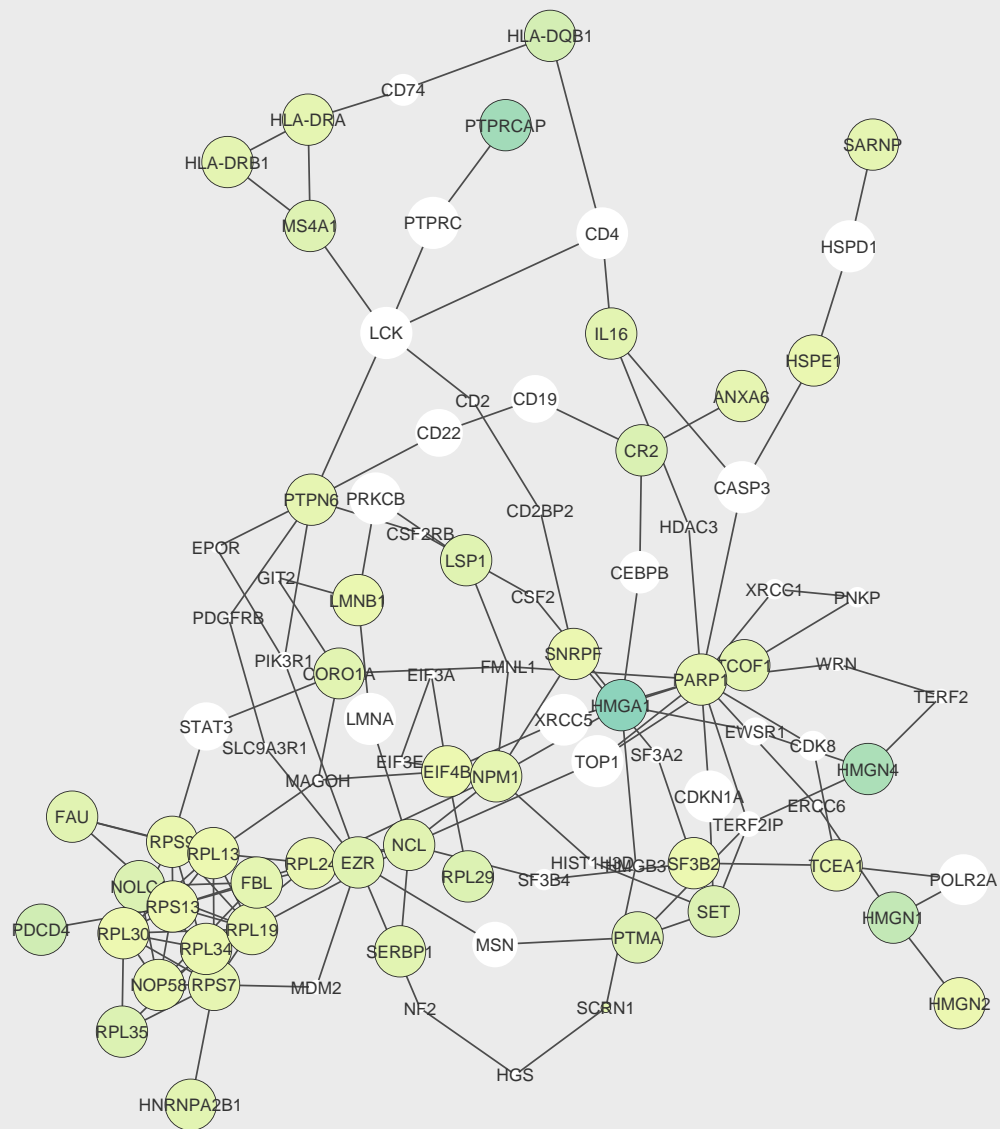 HLA-DQB1
CD74
HLA-DRA
PTPRCAP
SARNP
HLA-DRB1
MS4A1
PTPRC
CD4
HSPD1
LCK
IL16
HSPE1
ANXA6
CD2
CD19
CD22
CR2
CASP3
PTPN6
PRKCB
CD2BP2
HDAC3
CSF2RB
EPOR
LSP1
CEBPB
GIT2
XRCC1
PNKP
LMNB1
CSF2
PDGFRB
SNRPF
PIK3R1
CORO1A
EIF3A
FMNL1
PARP1
TCOF1
WRN
TERF2
HMGA1
LMNA
XRCC5
STAT3
EWSR1
SLC9A3R1
CDK8
SF3A2
EIF3E
TOP1
EIF4B
NPM1
HMGN4
MAGOH
CDKN1A
ERCC6
FAU
TERF2IP
RPS9
RPL13
NCL
RPL24
EZR
HIST1H3D
HMGB3
SF3B2
TCEA1
RPL29
SF3B4
POLR2A
FBL
NOLC
RPS13
SET
HMGN1
PDCD4
RPL30
RPL19
PTMA
MSN
RPL34
SERBP1
NOP58
RPS7
MDM2
HMGN2
NF2
SCRN1
RPL35
HGS
HNRNPA2B1